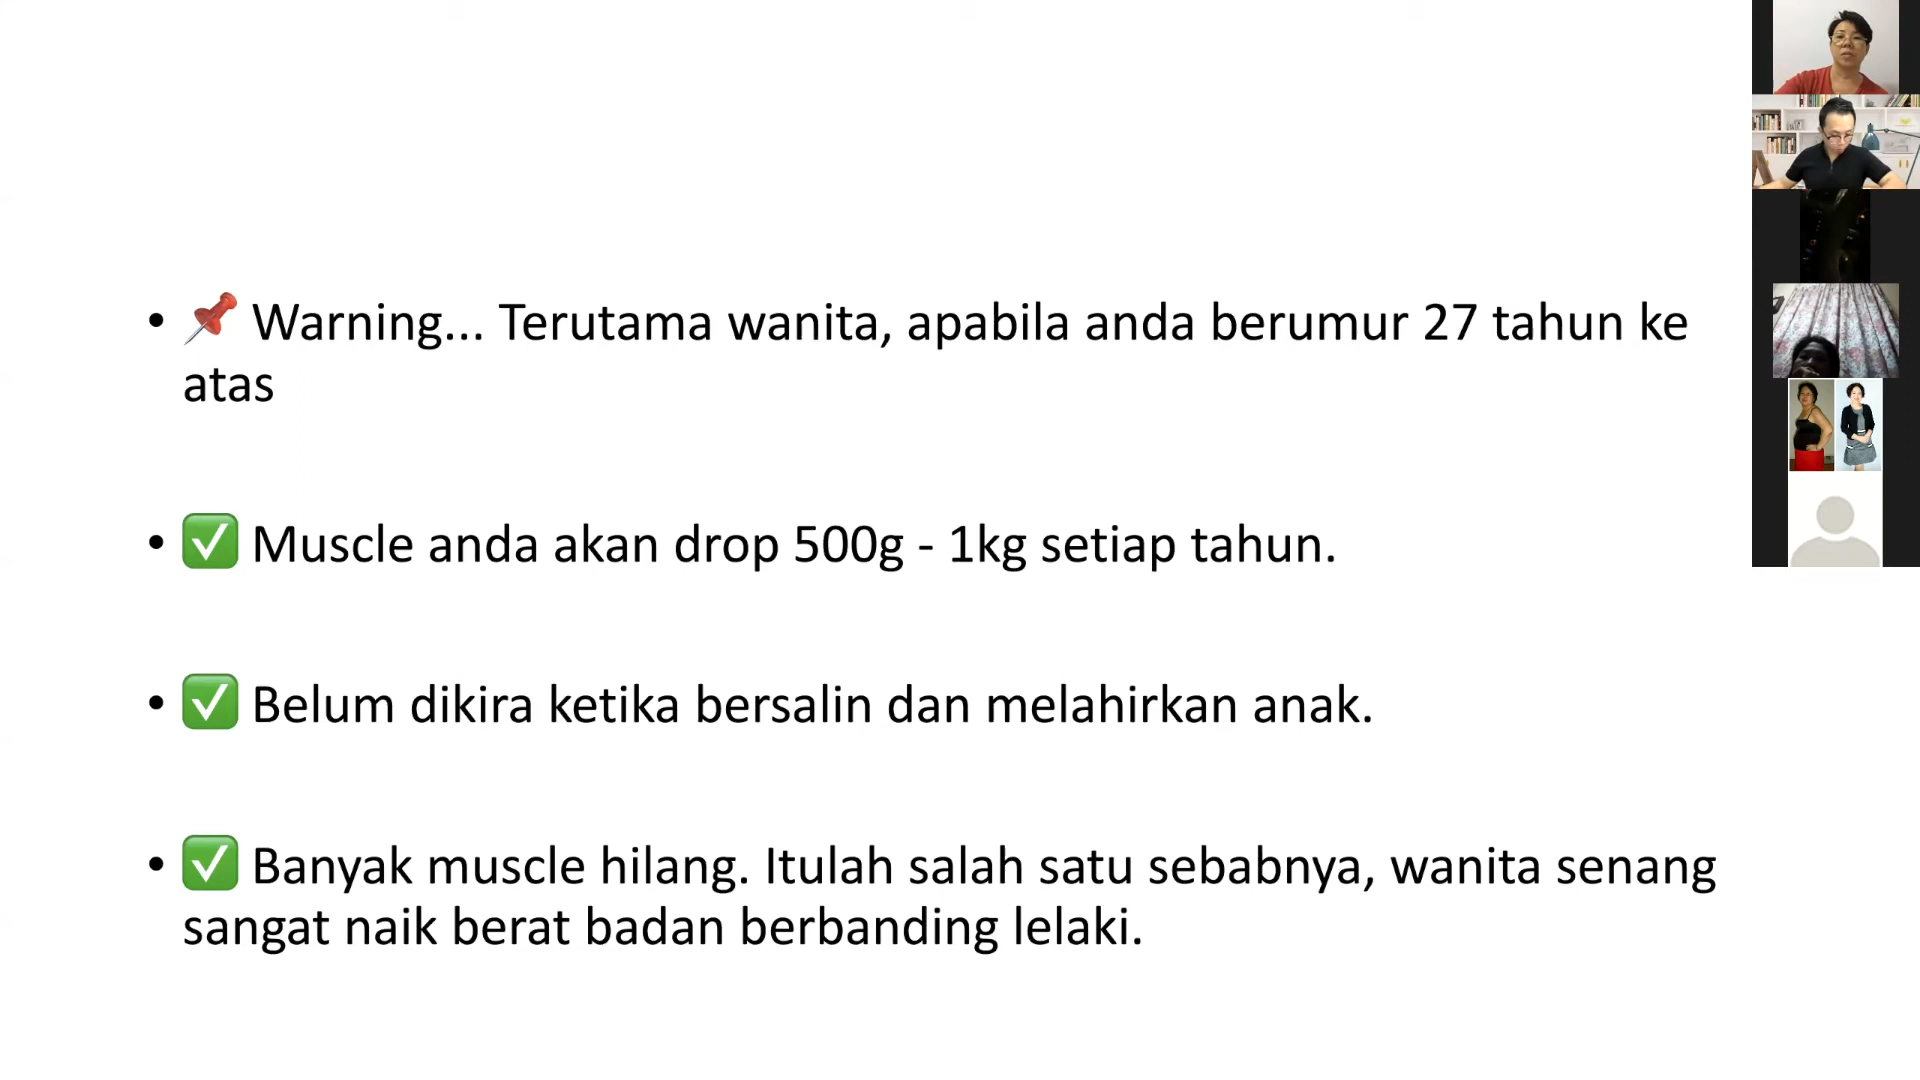 • 📌 Warning... Terutama wanita, apabila anda berumur 27 tahun ke
atas
• ✅ Muscle anda akan drop 500g - 1kg setiap tahun.
• ✅ Belum dikira ketika bersalin dan melahirkan anak.
• ✅ Banyak muscle hilang. Itulah salah satu sebabnya, wanita senang
sangat naik berat badan berbanding lelaki.